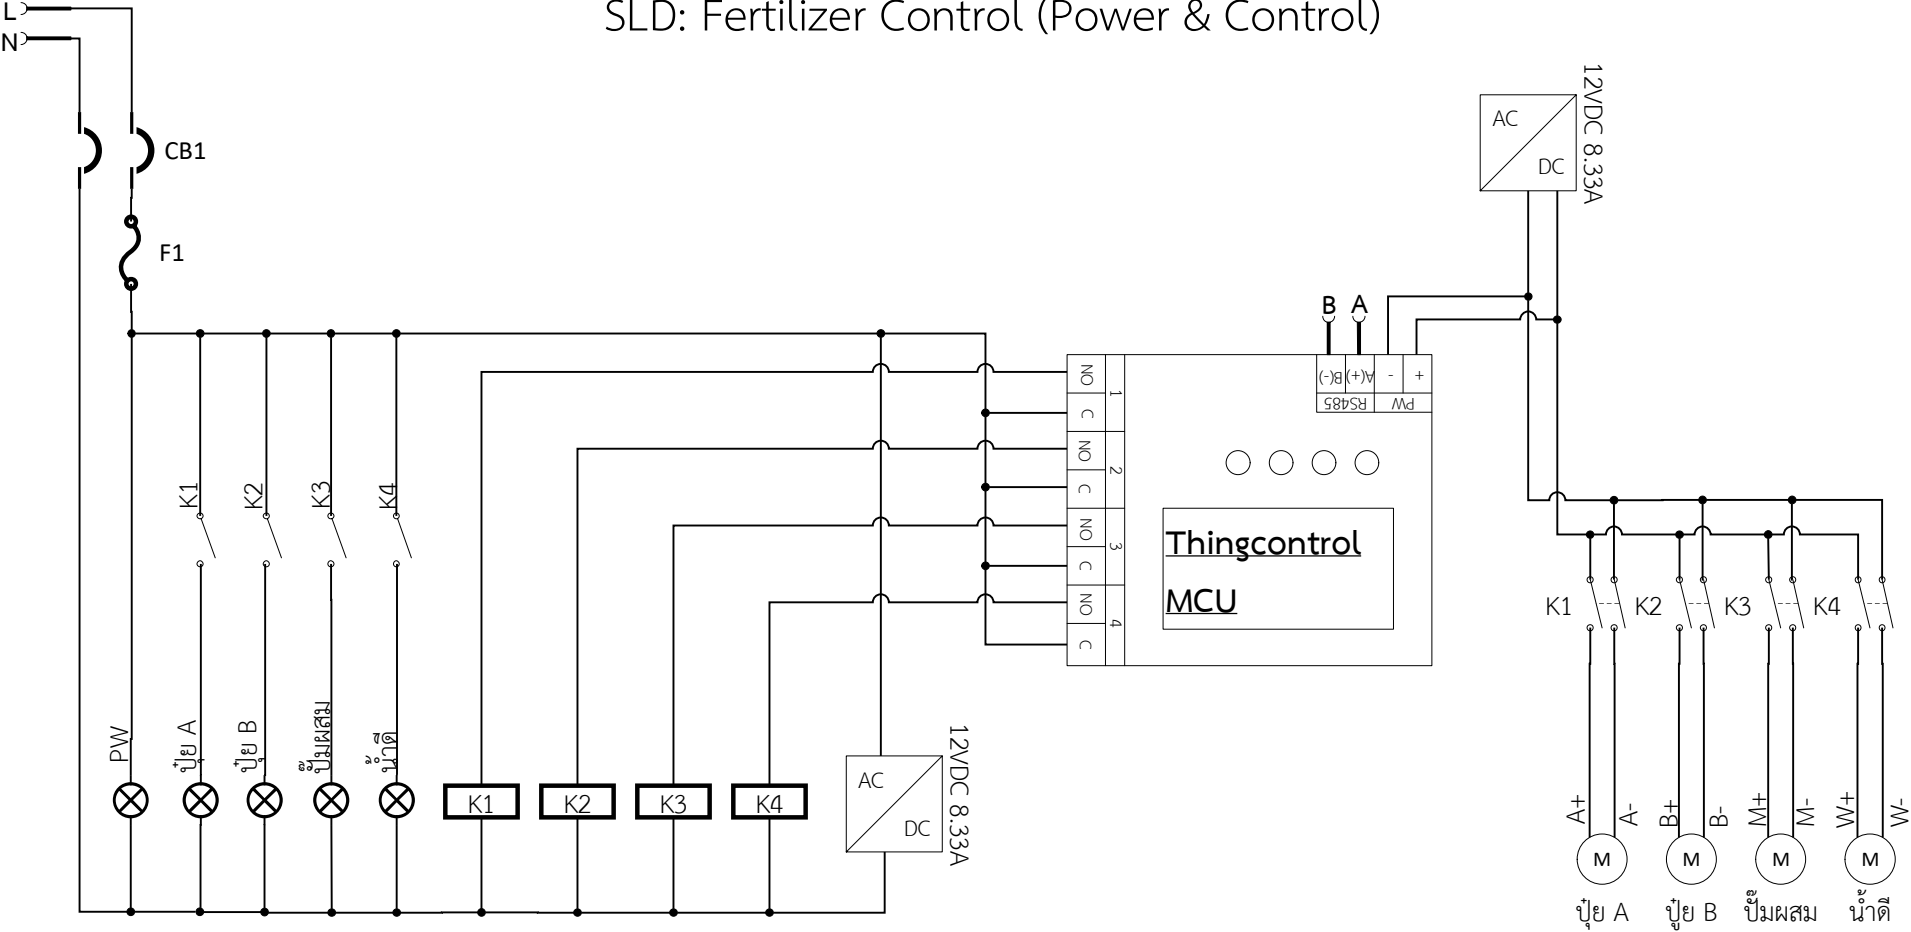 SLD: Fertilizer Control (Power & Control)
L
N
CB1
F1
12VDC 8.33A
AC
DC
B A
B(-) A(+) - +
RS485 PW
NO
C
1
NO
C
2
NO
C
3
NO
C
4
Thingcontrol
MCU
K1 K2 K3 K4
K1 K2 K3 K4
PW ปุ๋ย A ปุ๋ย B ปั๊มผสม น้ำดี
K1 K2 K3 K4
AC
DC
12VDC 8.33A
A+ A- B+ B- M+ M- W+ W-
M M M M
ปุ๋ย A ปุ๋ย B ปั๊มผสม น้ำดี